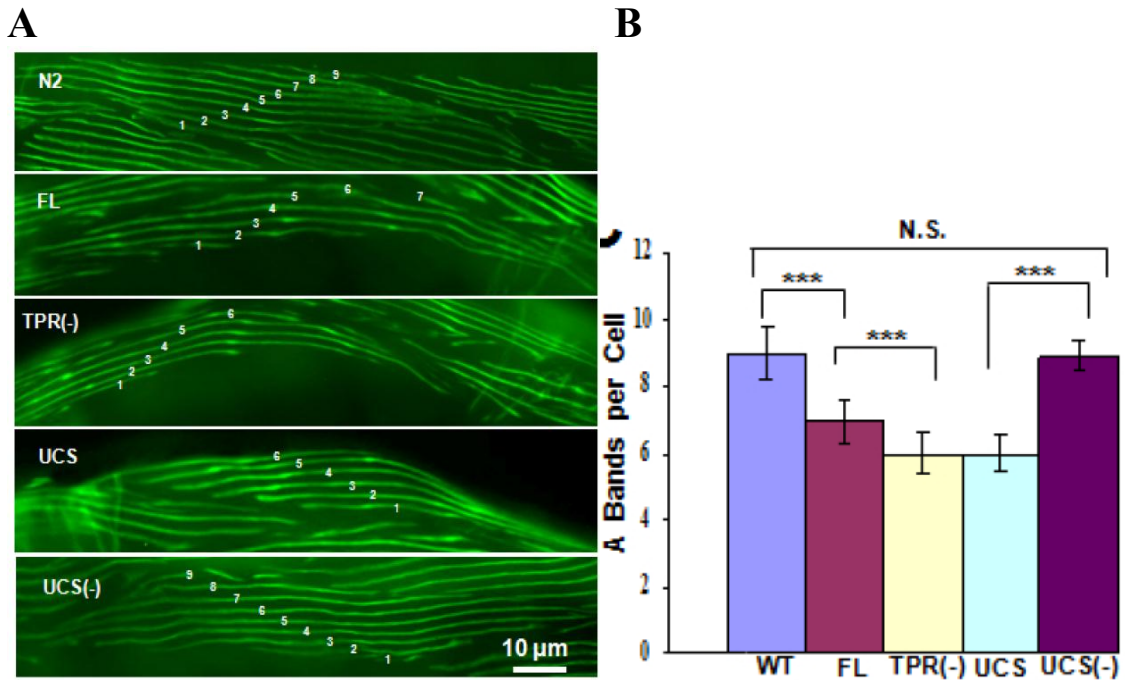 A
B
N2
1 2 3 4 5 6 7 8 9
FL
1 2 3 4 5 6 7
TPR(-)
1 2 3 4 5 6
UCS
6 5 4 3 2 1
UCS(-)
9 8 7 6 5 4 3 2 1
10 µm
N.S.
***
***
***
A Bands per Cell
12
10
8
6
4
2
0
WT FL TPR(-) UCS UCS(-)